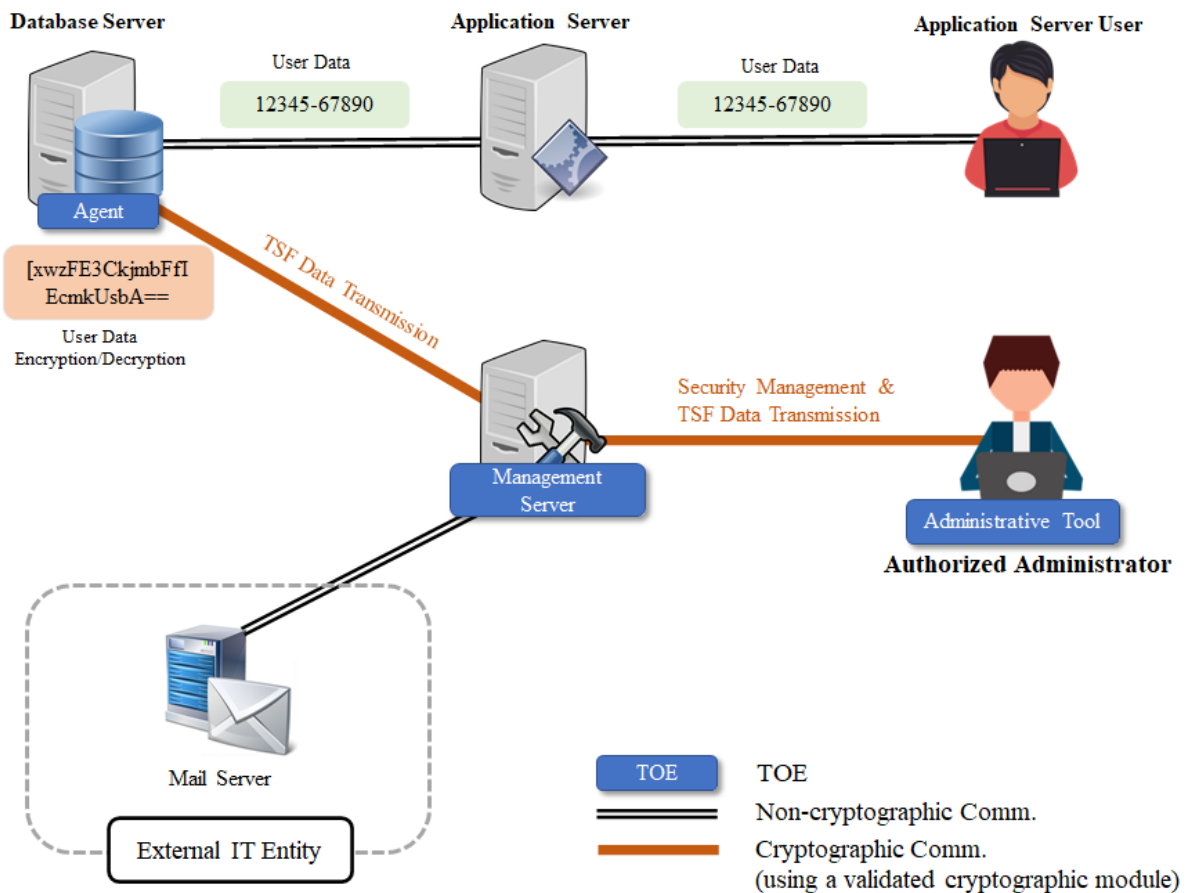 Database Server
Application Server
Application Server User
User Data
12345-67890
User Data
12345-67890
Agent
[xwzFE3CkjmbFfI
EcmkUsbA==
User Data
Encryption/Decryption
TSF Data Transmission
Security Management &
TSF Data Transmission
Management
Server
Administrative Tool
Authorized Administrator
Mail Server
External IT Entity
TOE
TOE
Non-cryptographic Comm.
Cryptographic Comm.
(using a validated cryptographic module)